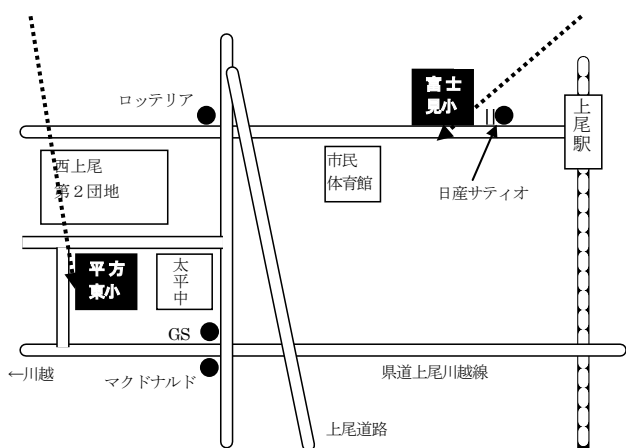 富士
見小
上尾駅
ロッテリア
西上尾
第２団地
市民
体育館
日産サティオ
平方
東小
太平中
GS
←川越
マクドナルド
県道上尾川越線
上尾道路